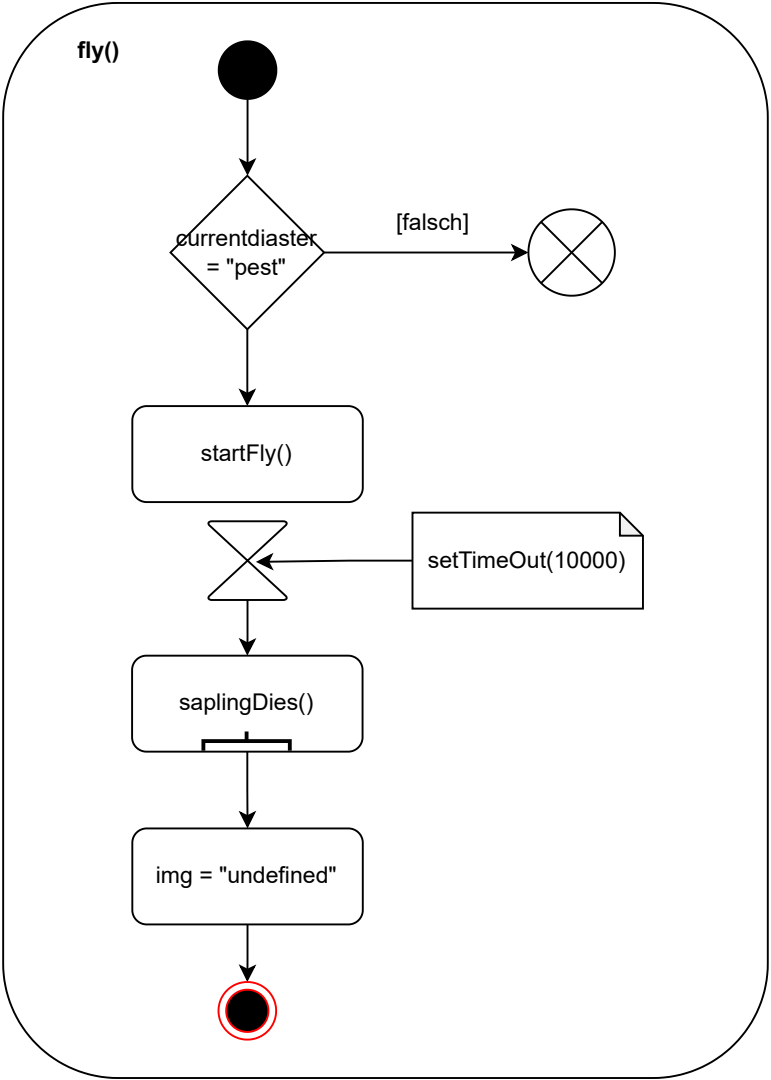 fly()
currentdiaster
= "pest"
[falsch]
startFly()
setTimeOut(10000)
saplingDies()
img = "undefined"